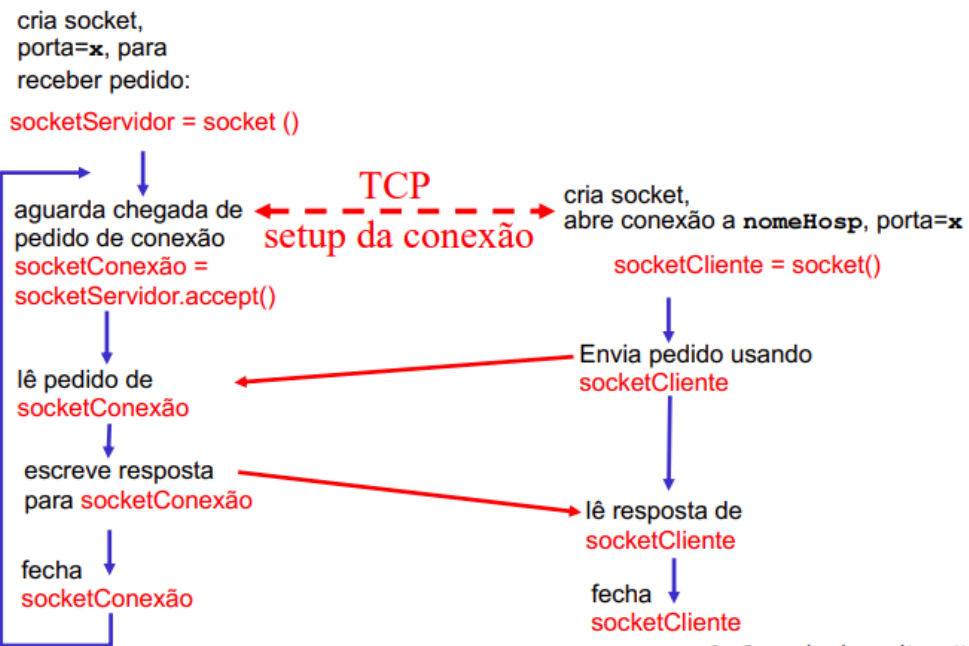 cria socket,
porta=x, para
receber pedido:
socketServidor = socket ()
aguarda chegada de
pedido de conexão
socketConexão =
socketServidor.accept()
TCP
setup da conexão
cria socket,
abre conexão a nomeHosp, porta=x
socketCliente = socket()
Envia pedido usando
socketCliente
lê pedido de
socketConexão
escreve resposta
para socketConexão
lê resposta de
socketCliente
fecha
socketConexão
fecha
socketCliente